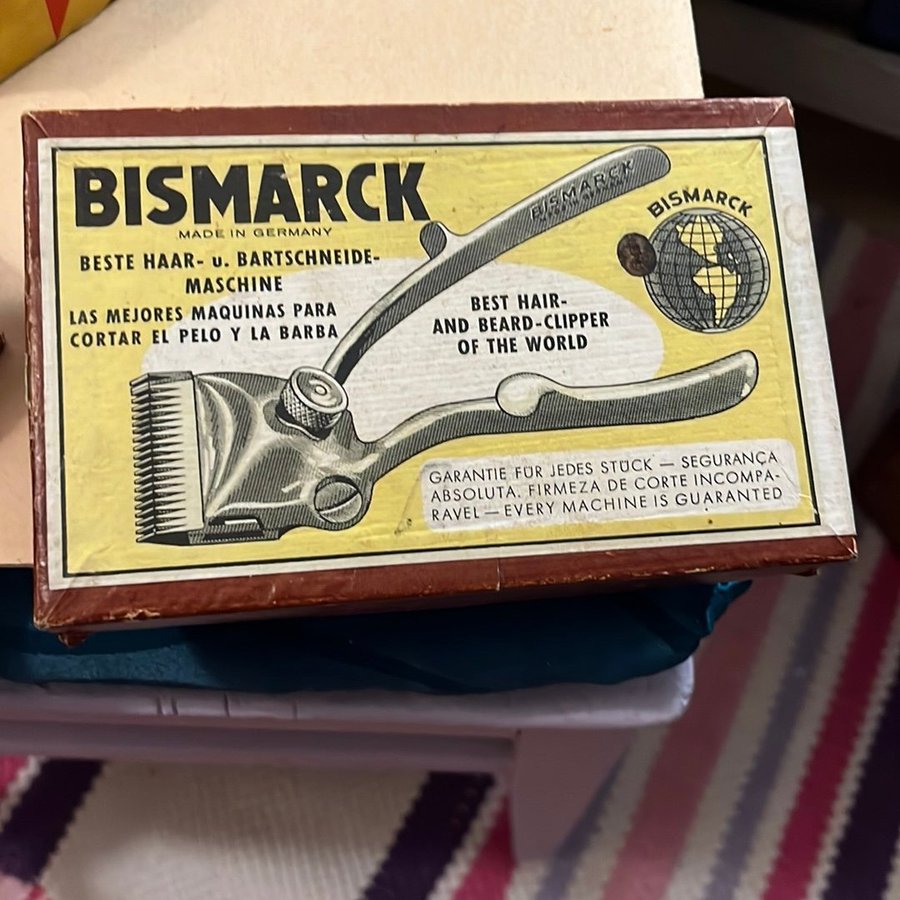 BISMARCK
MADE IN GERMANY
BESTE HAAR- u. BARTSCHNEIDE-
MASCHINE
LAS MEJORES MAQUINAS PARA
CORTAR EL PELO Y LA BARBA
BISMARCK
BISMARCK
BEST HAIR-
AND BEARD-CLIPPER
OF THE WORLD
GARANTIE FÜR JEDES STÜCK — SEGURANÇA
ABSOLUTA. FIRMEZA DE CORTE INCOMPA-
RAVEL — EVERY MACHINE IS GUARANTED